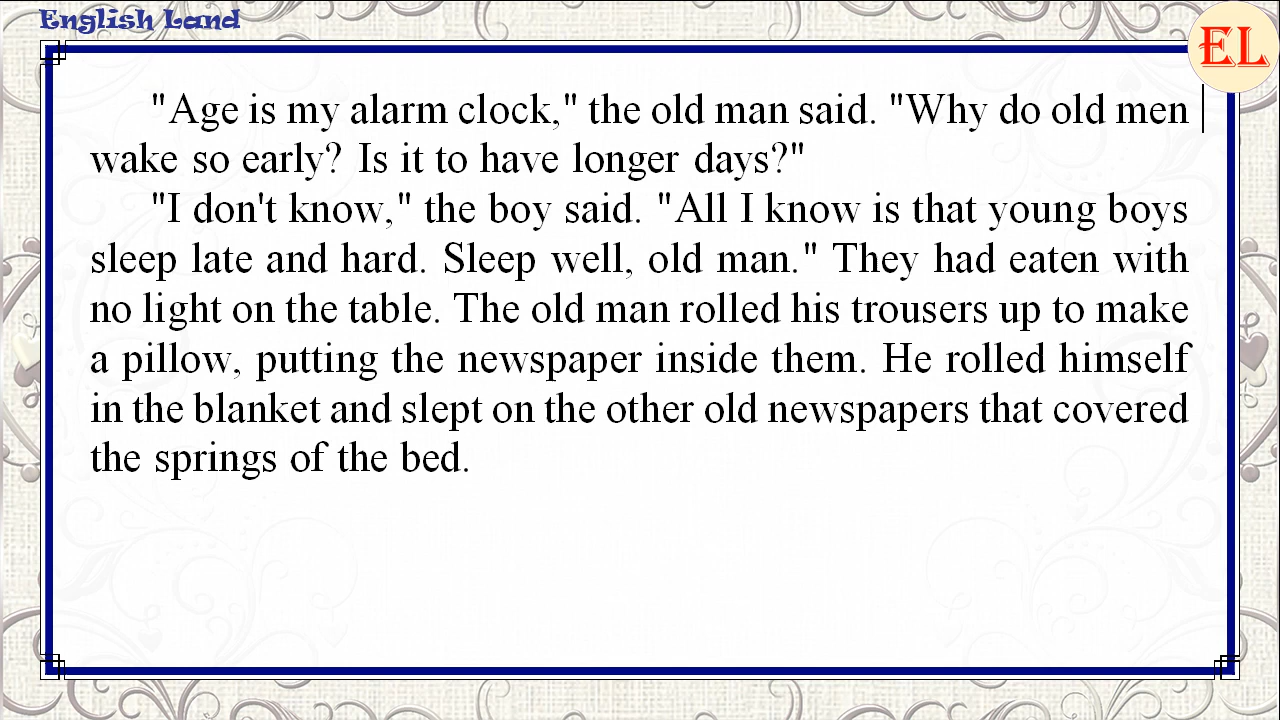 English Land
EL
"Age is my alarm clock," the old man said. "Why do old men
wake so early? Is it to have longer days?"
"I don't know," the boy said. "All I know is that young boys
sleep late and hard. Sleep well, old man." They had eaten with
no light on the table. The old man rolled his trousers up to make
a pillow, putting the newspaper inside them. He rolled himself
in the blanket and slept on the other old newspapers that covered
the springs of the bed.